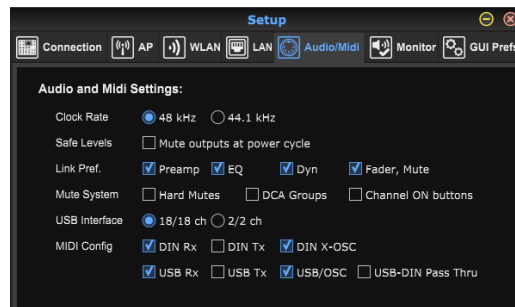 Setup
Connection AP WLAN LAN Audio/Midi Monitor GUI Prefs
Audio and Midi Settings:
Clock Rate 48 kHz 44.1 kHz
Safe Levels Mute outputs at power cycle
Link Pref. Preamp EQ Dyn Fader, Mute
Mute System Hard Mutes DCA Groups Channel ON buttons
USB Interface 18/18 ch 2/2 ch
MIDI Config DIN Rx DIN Tx DIN X-OSC
USB Rx USB Tx USB/OSC USB-DIN Pass Thru